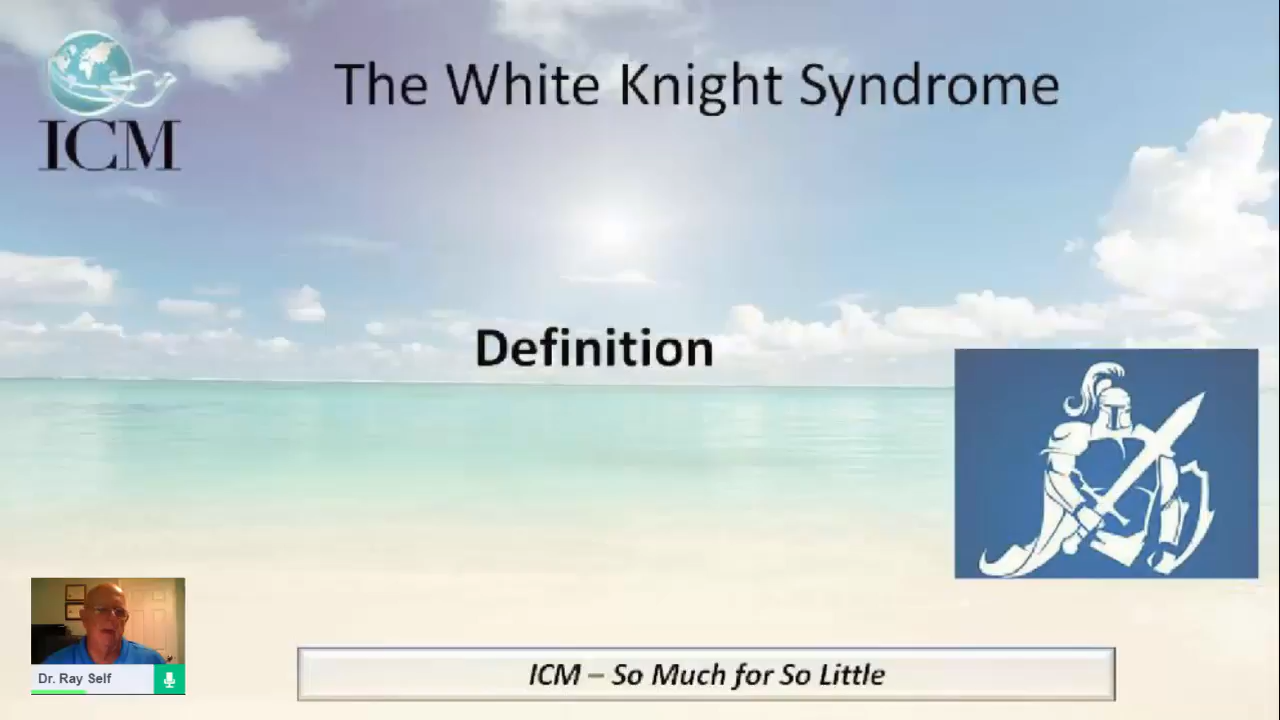 ICM
The White Knight Syndrome
Definition
Dr. Ray Self
ICM – So Much for So Little